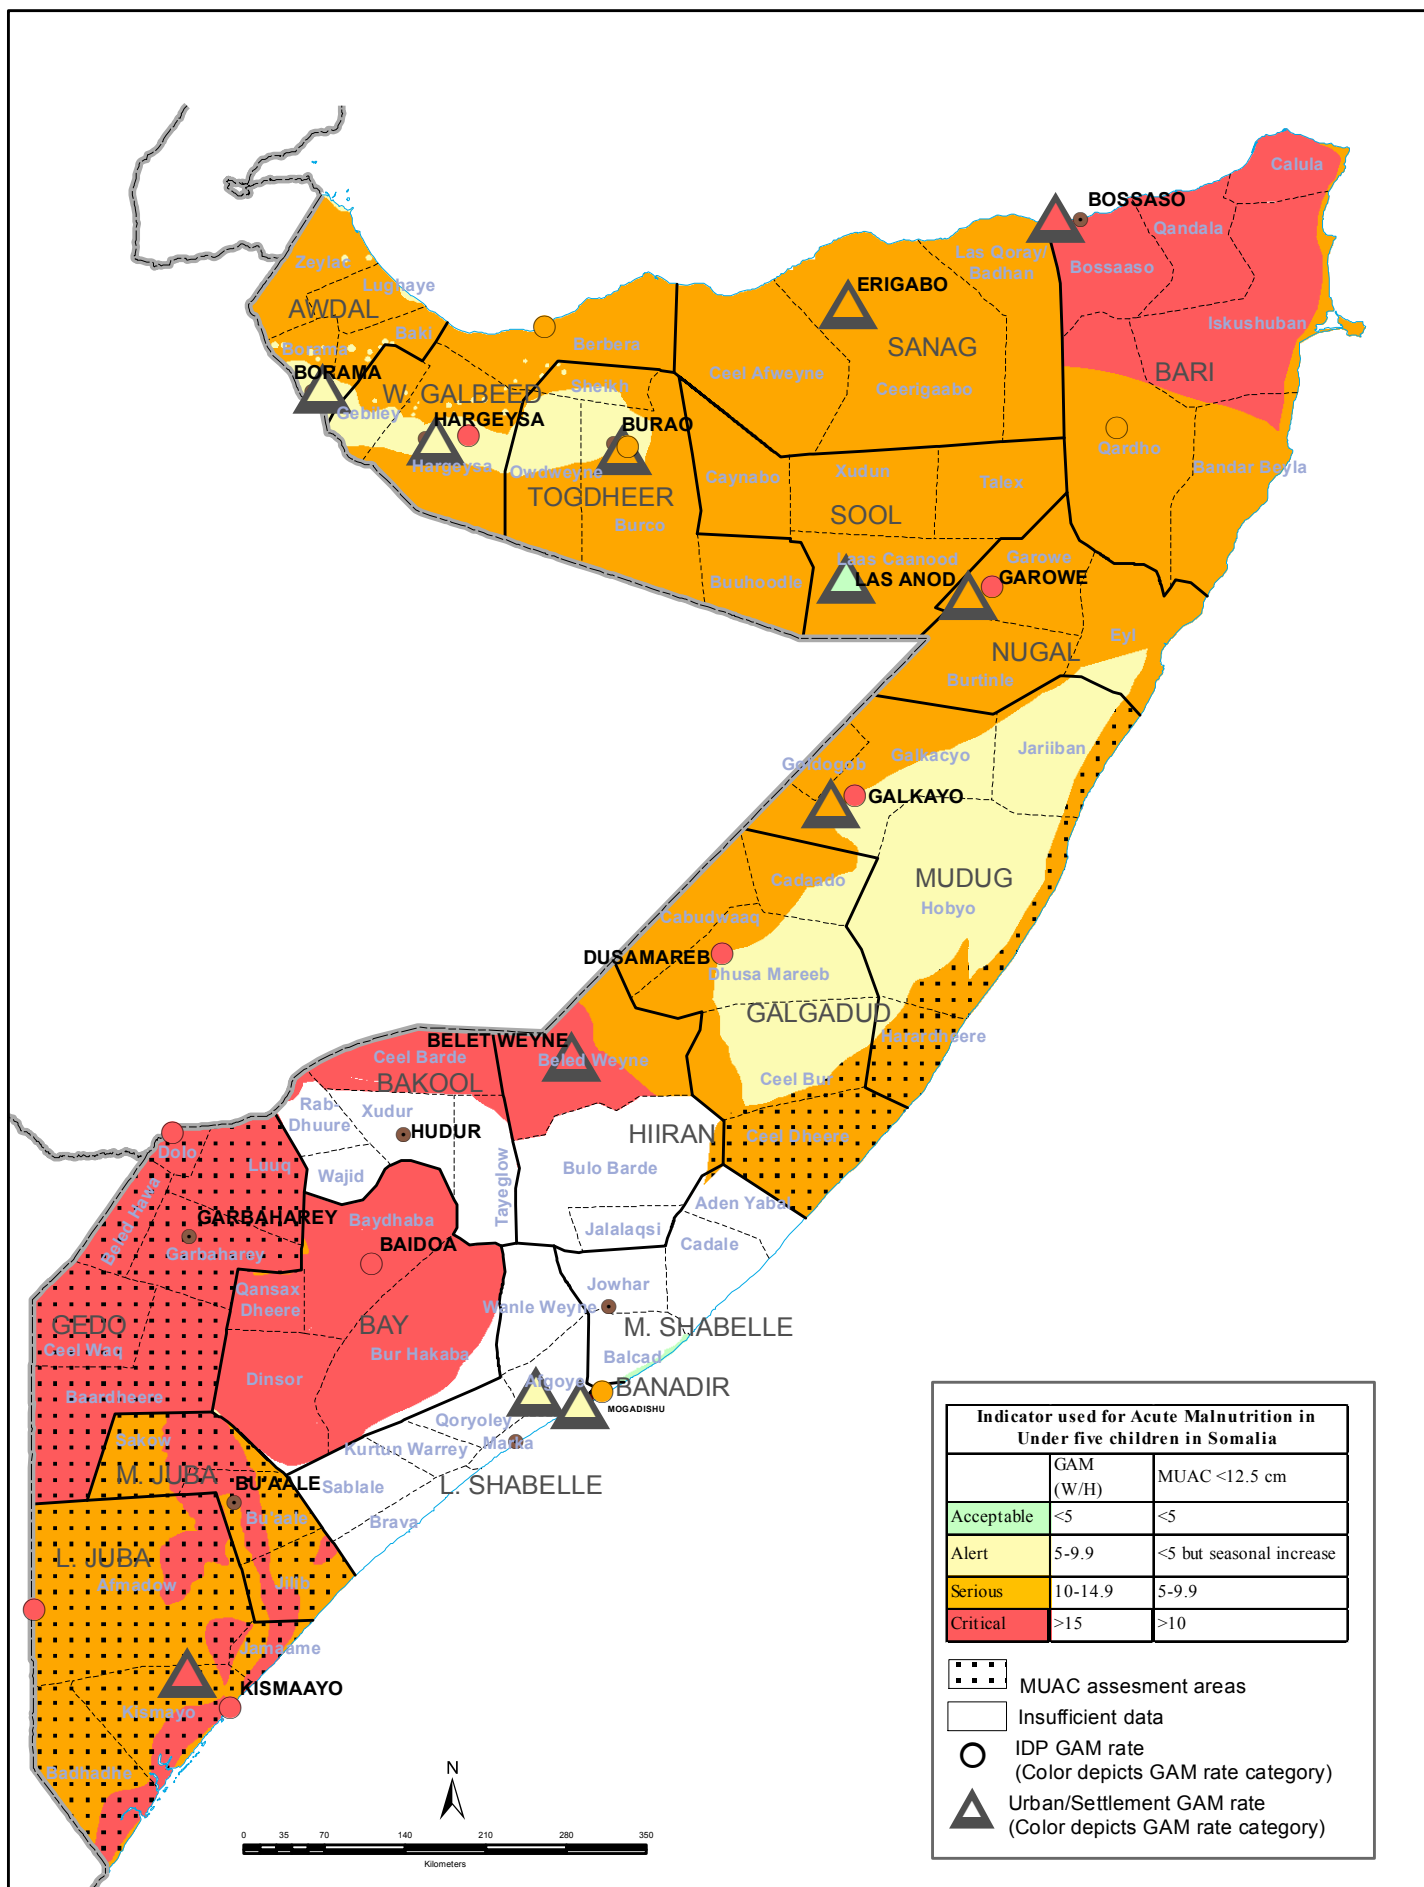 Calula
BOSSASO
Qandala
Las Qoray/
Badhan
Bossaaso
Zeylac
Lughaye
ERIGABO
AWDAL
Iskushuban
Baki
Berbera
SANAG
Borama
BORAMA
Ceel Afweyne
BARI
Sheikh
Ceerigaabo
W. GALBEED
Gebiley
HARGEYSA
BURAO
Qardho
Hargeysa
Owdweyne
Caynabo
Xudun
Talex
Bandar Beyla
TOGDHEER
SOOL
Burco
Laas Caanood
Garowe
Buuhoodle
LAS ANOD
GAROWE
Eyl
NUGAL
Burtinle
Galkacyo
Jariiban
Galdogob
GALKAYO
Cadaado
MUDUG
Hobyo
Cabudwaaq
DUSAMAREB
Dhusa Mareeb
GALGADUD
Harardheere
BELET WEYNE
Ceel Barde
Beled Weyne
BAKOOL
Ceel Bur
Rab-
Dhuure
Xudur
HUDUR
HIIRAN
Ceel Dheere
Dolo
Luuq
Wajid
Tayeglow
Bulo Barde
Beled Hawa
GARBAHAREY
Baydhaba
Aden Yabal
Jalalaqsi
Garbaharey
BAIDOA
Cadale
Qansax
Dheere
Jowhar
Wanle Weyne
GEDO
BAY
M. SHABELLE
Ceel Waq
Bur Hakaba
Balcad
Dinsor
Afgoye
BANADIR
Baardheere
MOGADISHU
Qoryoley
Sakow
Kurtun Warrey
Marka
M. JUBA
BU'AALE
Sablale
L. SHABELLE
Bu'aale
Brava
L. JUBA
Afmadow
Jilib
Jamaame
KISMAAYO
Kismayo
Badhadhe
N
0 35 70 140 210 280 350
Kilometers
Indicator used for Acute Malnutrition in
Under five children in Somalia
GAM
(W/H)
MUAC <12.5 cm
Acceptable <5 <5
Alert 5-9.9 <5 but seasonal increase
Serious 10-14.9 5-9.9
Critical >15 >10
MUAC assesment areas
Insufficient data
IDP GAM rate
(Color depicts GAM rate category)
Urban/Settlement GAM rate
(Color depicts GAM rate category)